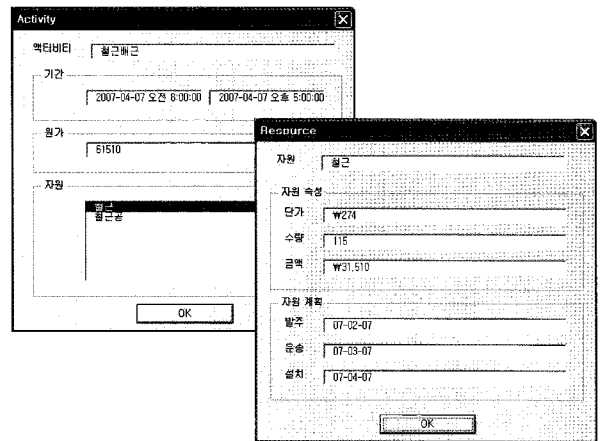 Activity
액티비티 철근배근
기간
2007-04-07 오전 8:00:00 2007-04-07 오후 5:00:00
원가
61510
자원
철근
철근공
OK
Resource
자원 철근
자원 속성
단가 ₩274
수량 115
금액 ₩31,510
자원 계획
발주 07-02-07
운송 07-03-07
설치 07-04-07
OK